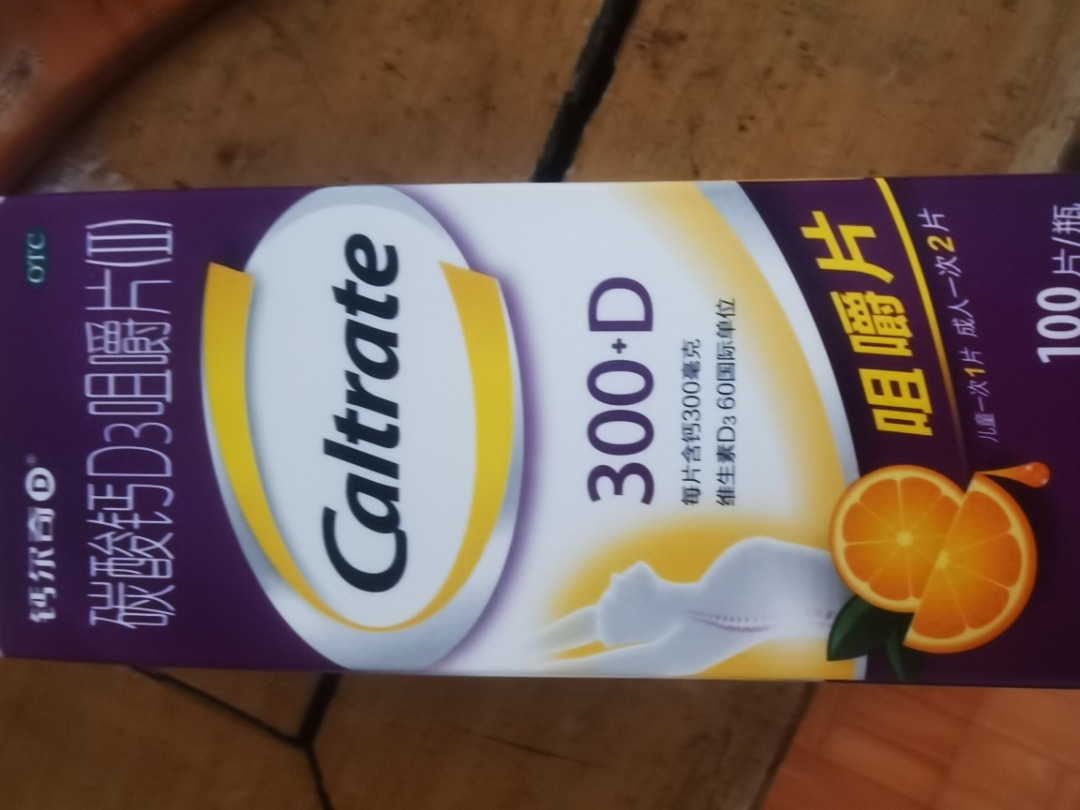 OTC
钙尔奇D®
碳酸钙D3咀嚼片(II)
Caltrate
300+D
每片含钙300毫克
维生素D3 60国际单位
咀嚼片
儿童一次1片 成人一次2片
100片/瓶